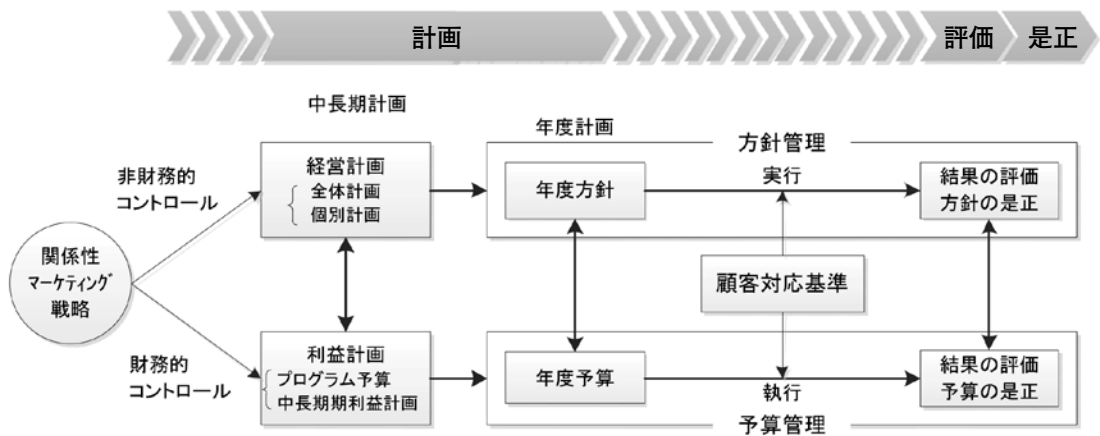 計画
評価
是正
中長期計画
年度計画
方針管理
非財務的
コントロール
経営計画
全体計画
個別計画
年度方針
実行
結果の評価
方針の是正
関係性
マーケティング
戦略
顧客対応基準
財務的
コントロール
利益計画
プログラム予算
中長期期利益計画
年度予算
執行
結果の評価
予算の是正
予算管理